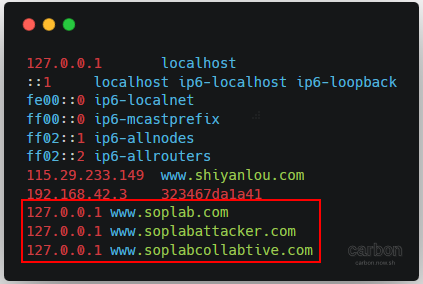 127.0.0.1 localhost
::1 localhost ip6-localhost ip6-loopback
fe00::0 ip6-localnet
ff00::0 ip6-mcastprefix
ff02::1 ip6-allnodes
ff02::2 ip6-allrouters
115.29.233.149 www.shiyanlou.com
192.168.42.3 323467da1a41
127.0.0.1 www.soplab.com
127.0.0.1 www.soplabattacker.com
127.0.0.1 www.soplabcollabtive.com
carbon
carbon.now.sh